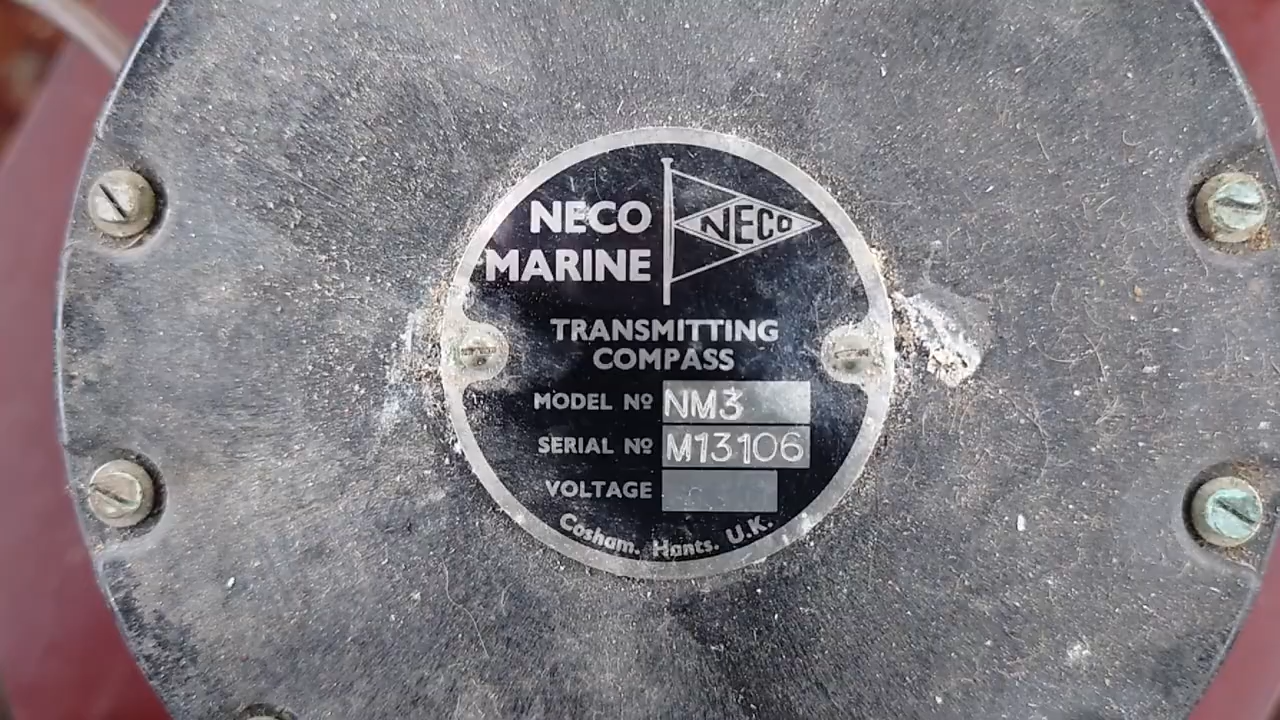 NECO
MARINE
NECO
TRANSMITTING
COMPASS
MODEL Nº NM3
SERIAL Nº M13106
VOLTAGE
Cosham. Hants. U.K.